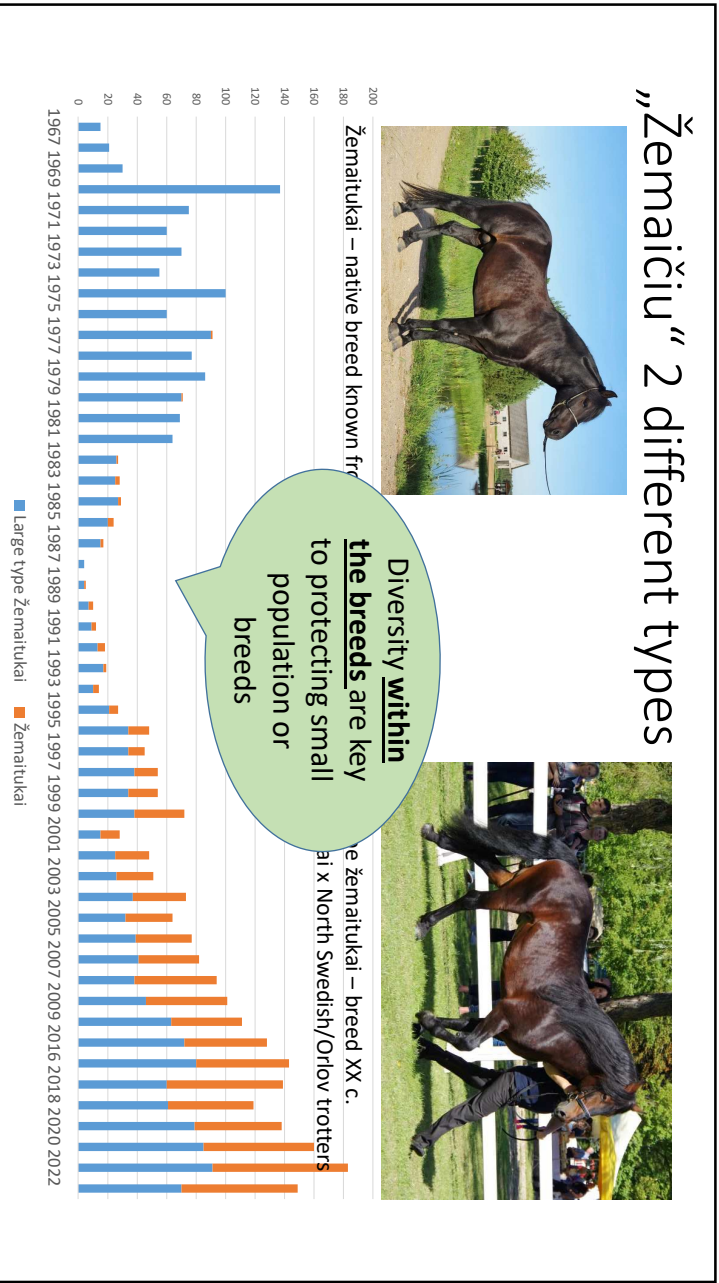 „Žemaičiu“ 2 different types
Žemaitukai – native breed known
žemaitukai – breed XX c.
x North Swedish/Orlov trotters
Diversity within
the breeds are key
to protecting small
population or
breeds
200
180
160
140
120
100
80
60
40
20
0
1967 1969 1971 1973 1975 1977 1979 1981 1983 1985 1987 1989 1991 1993 1995 1997 1999 2001 2003 2005 2007 2009 2016 2018 2020 2022
Large type Žemaitukai Žemaitukai